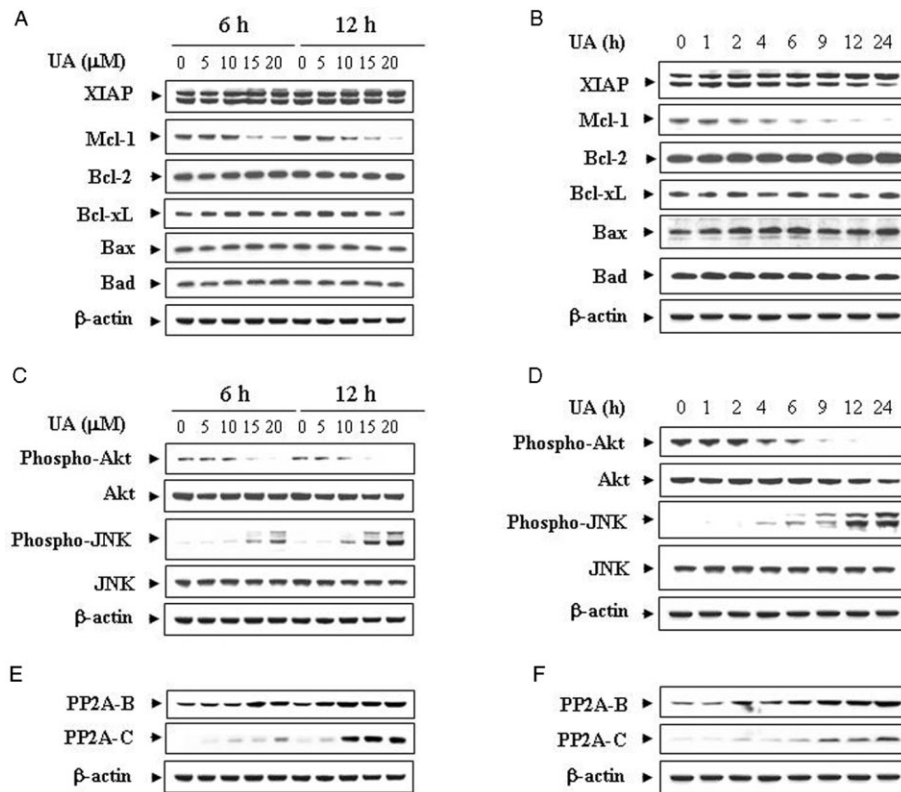 A
6 h 12 h
UA (μM) 0 5 10 15 20 0 5 10 15 20
XIAP
Mcl-1
Bcl-2
Bcl-xL
Bax
Bad
β-actin
B
UA (h) 0 1 2 4 6 9 12 24
XIAP
Mcl-1
Bcl-2
Bcl-xL
Bax
Bad
β-actin
C
6 h 12 h
UA (μM) 0 5 10 15 20 0 5 10 15 20
Phospho-Akt
Akt
Phospho-JNK
JNK
β-actin
D
UA (h) 0 1 2 4 6 9 12 24
Phospho-Akt
Akt
Phospho-JNK
JNK
β-actin
E
PP2A-B
PP2A-C
β-actin
F
PP2A-B
PP2A-C
β-actin